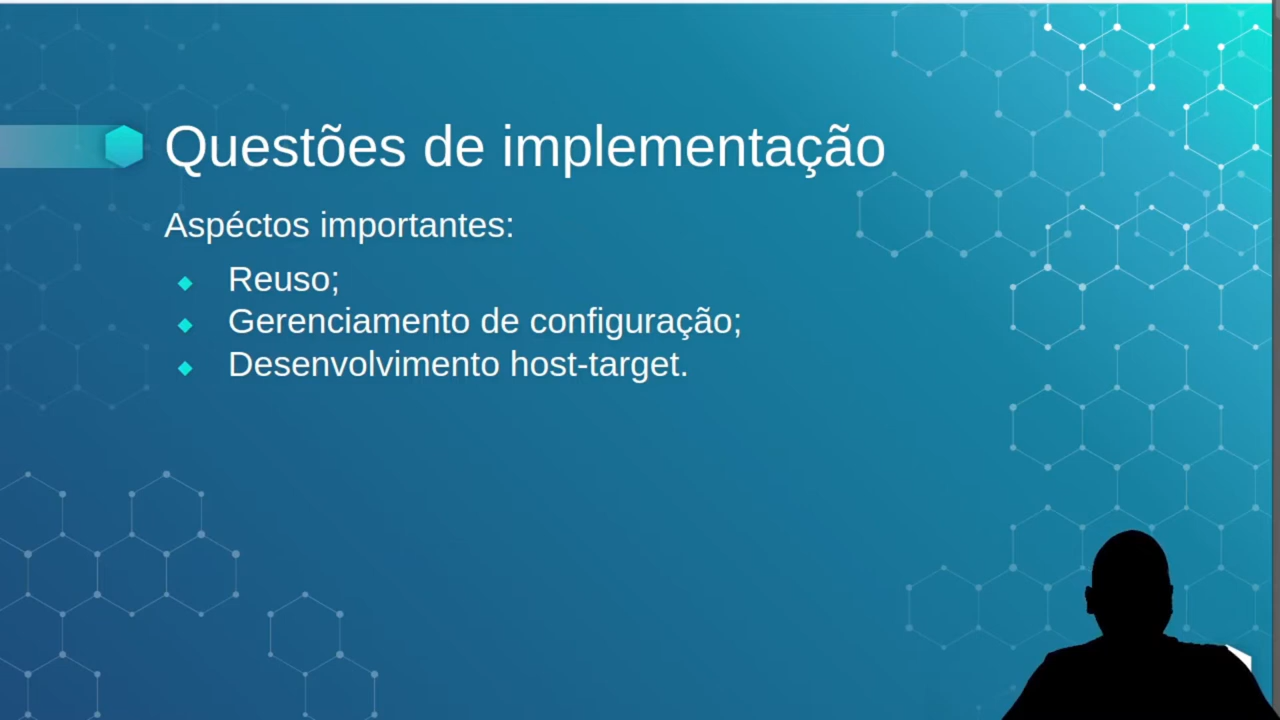 Questões de implementação
Aspéctos importantes:
Reuso;
Gerenciamento de configuração;
Desenvolvimento host-target.